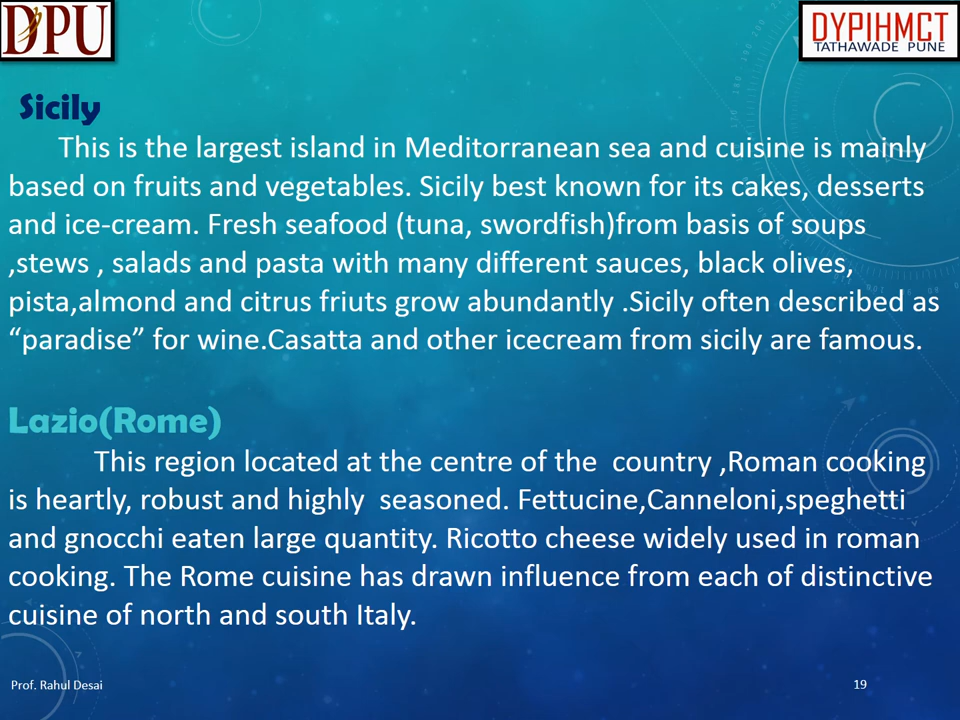 DPU
DYPIHMCT
TATHAWADE PUNE
Sicily
This is the largest island in Meditorranean sea and cuisine is mainly
based on fruits and vegetables. Sicily best known for its cakes, desserts
and ice-cream. Fresh seafood (tuna, swordfish)from basis of soups
,stews , salads and pasta with many different sauces, black olives,
pista,almond and citrus friuts grow abundantly .Sicily often described as
“paradise” for wine.Casatta and other icecream from sicily are famous.
Lazio(Rome)
This region located at the centre of the country ,Roman cooking
is heartly, robust and highly seasoned. Fettucine,Canneloni,speghetti
and gnocchi eaten large quantity. Ricotto cheese widely used in roman
cooking. The Rome cuisine has drawn influence from each of distinctive
cuisine of north and south Italy.
Prof. Rahul Desai
19